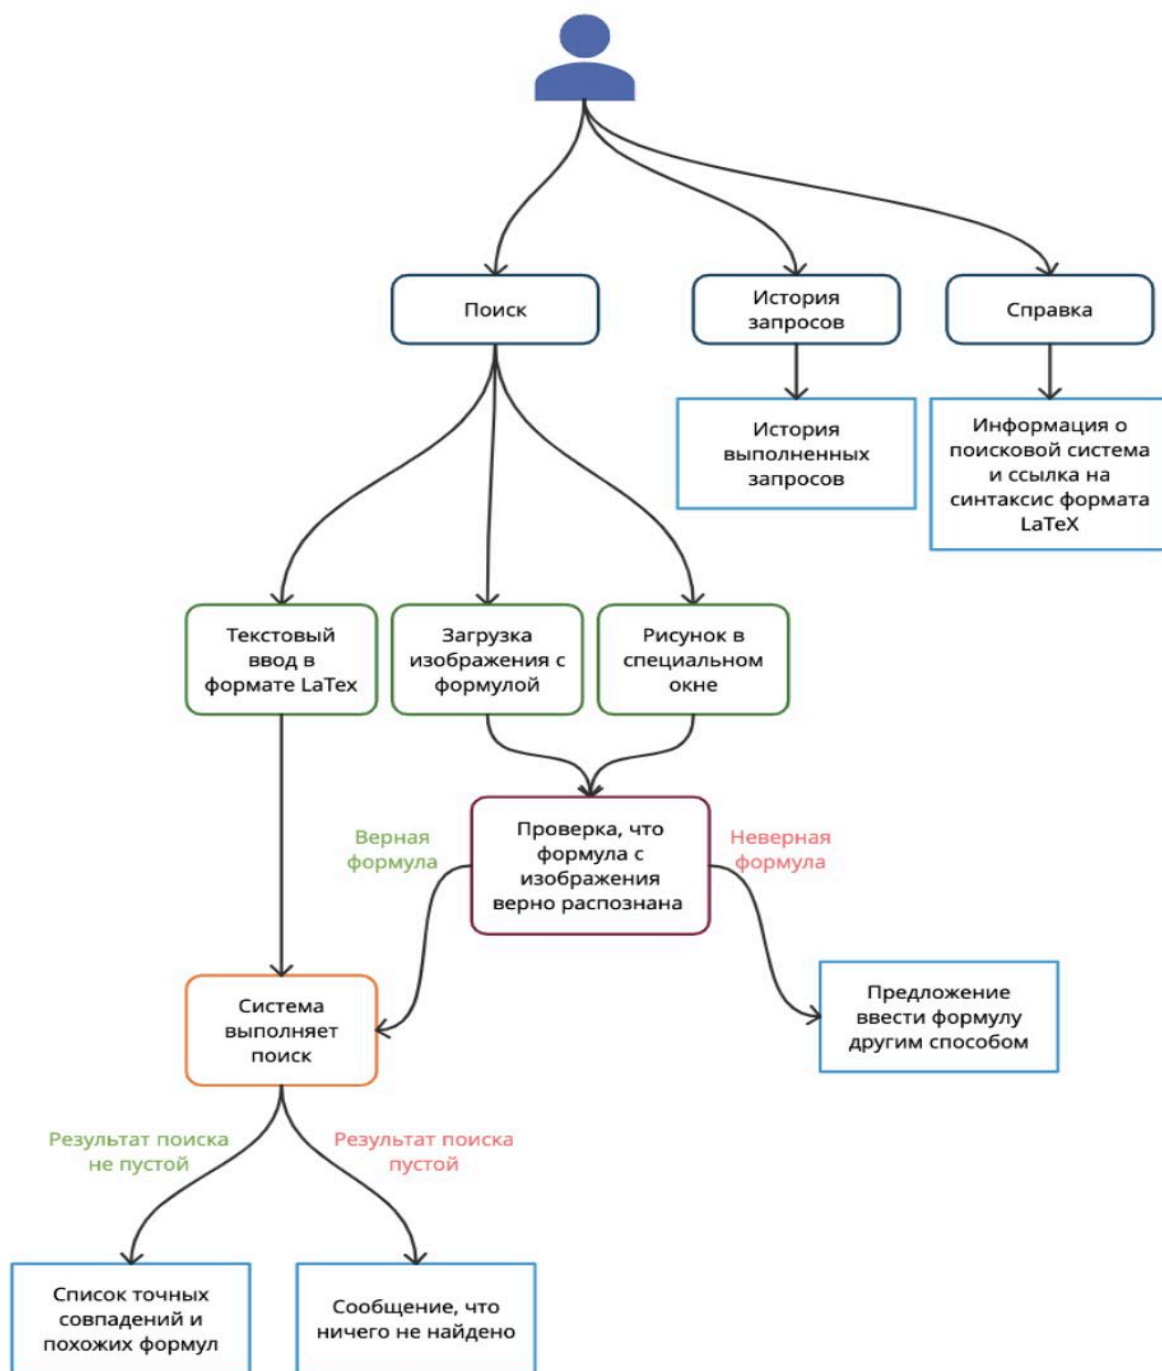 Поиск
История
запросов
Справка
История
выполненных
запросов
Информация о
поисковой система
и ссылка на
синтаксис формата
LaTeX
Текстовый
ввод в
формате LaTex
Загрузка
изображения с
формулой
Рисунок в
специальном
окне
Верная
формула
Проверка, что
формула с
изображения
верно распознана
Неверная
формула
Система
выполняет
поиск
Предложение
ввести формулу
другим способом
Результат поиска
не пустой
Результат поиска
пустой
Список точных
совпадений и
похожих формул
Сообщение, что
ничего не найдено